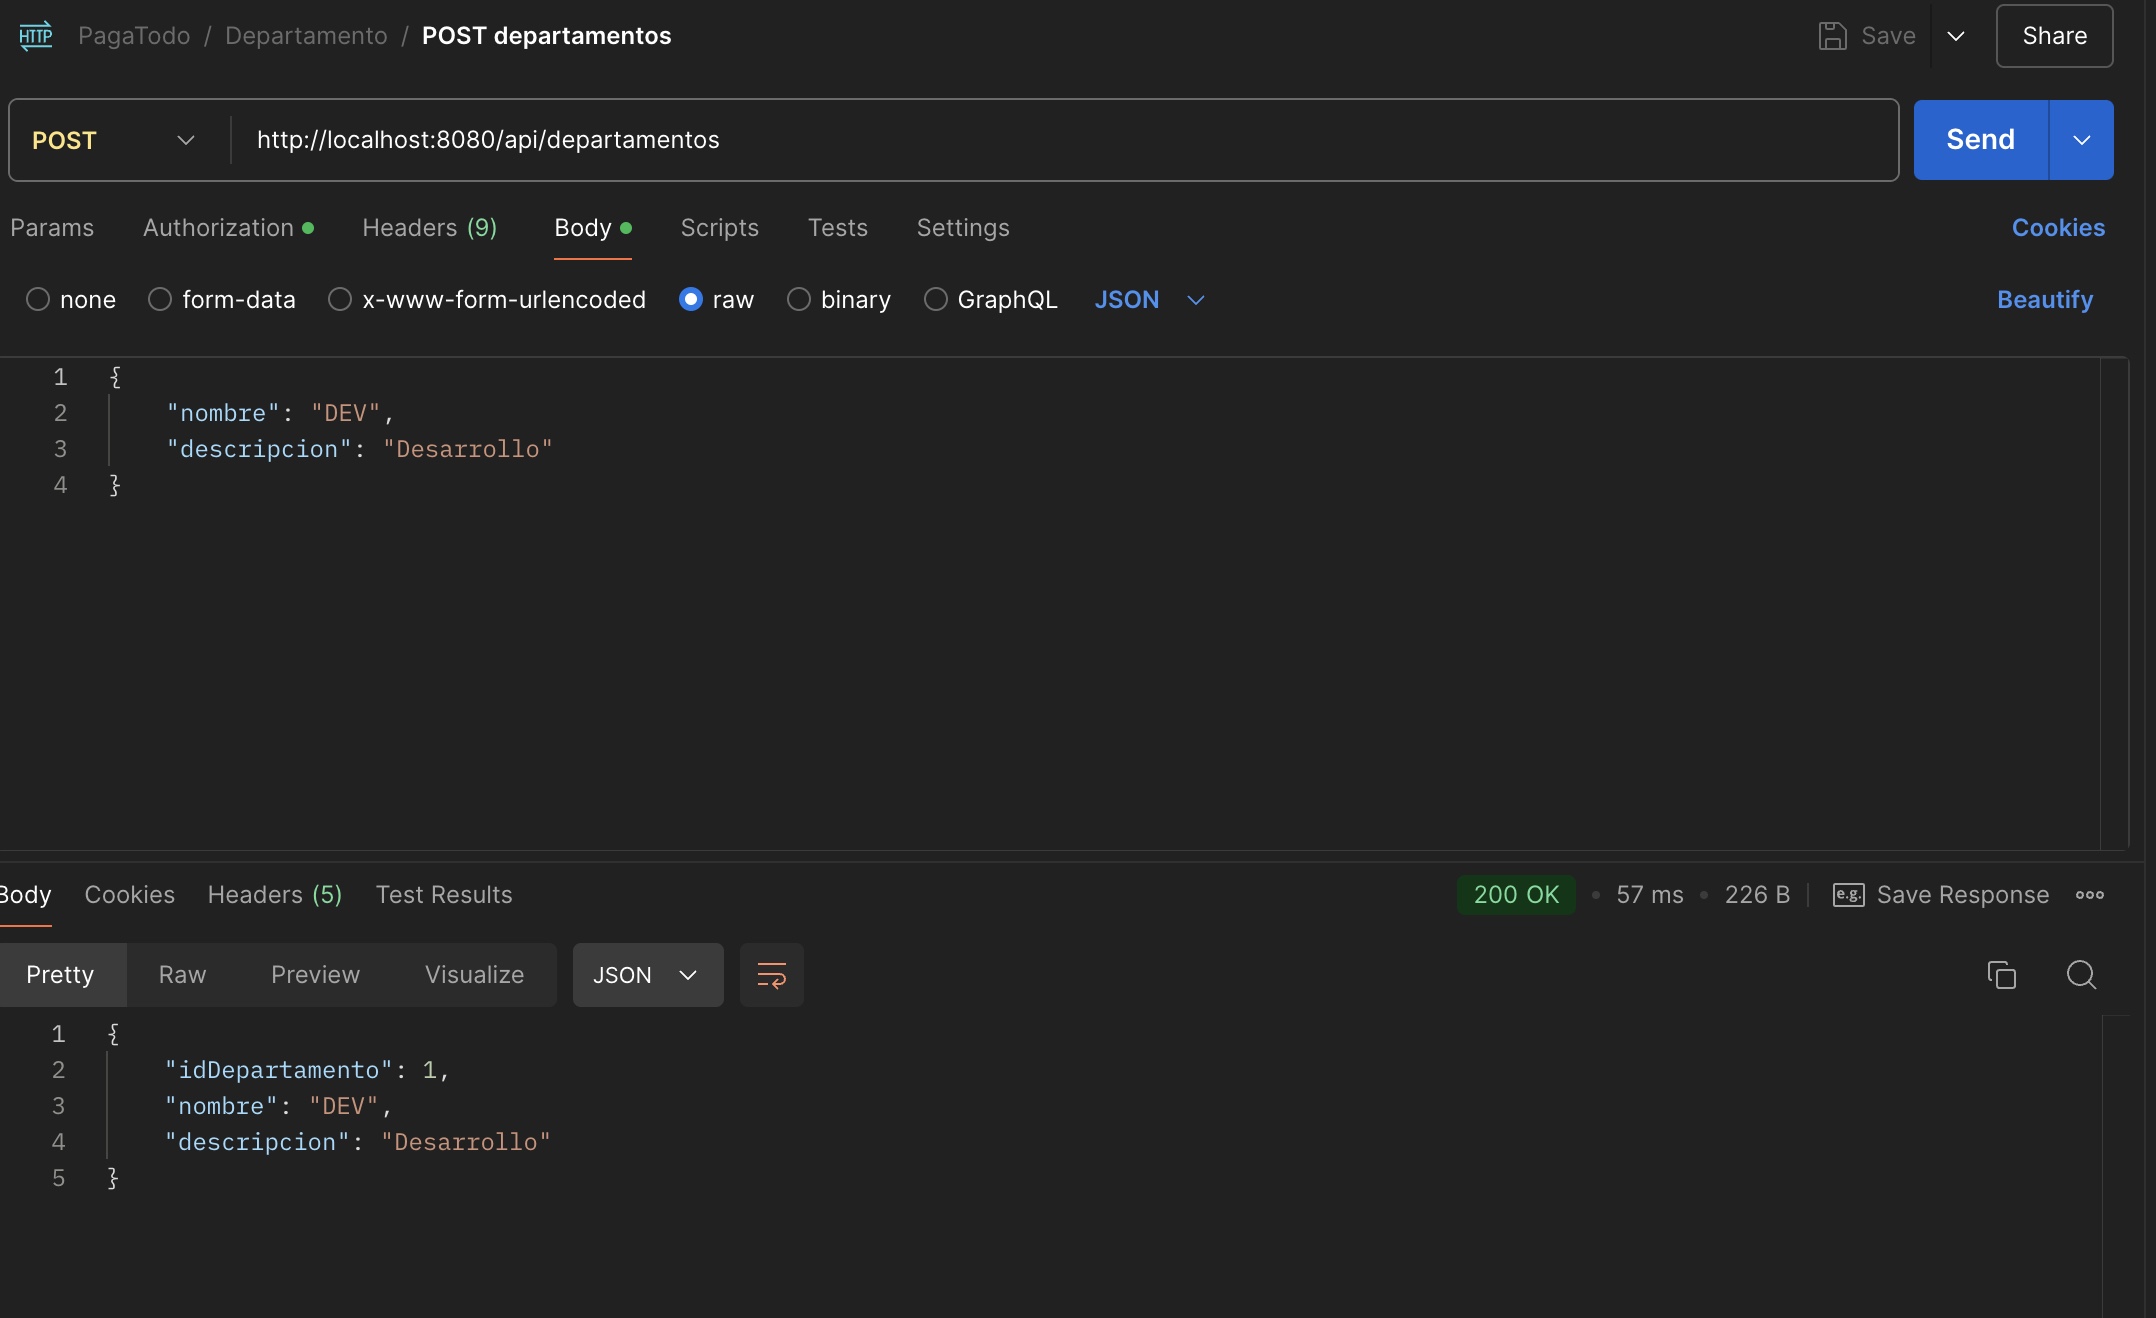 HTTP PagaTodo / Departamento / POST departamentos Save Share
POST http://localhost:8080/api/departamentos Send
Params Authorization Headers (9) Body Scripts Tests Settings Cookies
none form-data x-www-form-urlencoded raw binary GraphQL JSON Beautify
1 {
2 "nombre": "DEV",
3 "descripcion": "Desarrollo"
4 }
Body Cookies Headers (5) Test Results 200 OK • 57 ms • 226 B e.g. Save Response
Pretty Raw Preview Visualize JSON
1 {
2 "idDepartamento": 1,
3 "nombre": "DEV",
4 "descripcion": "Desarrollo"
5 }